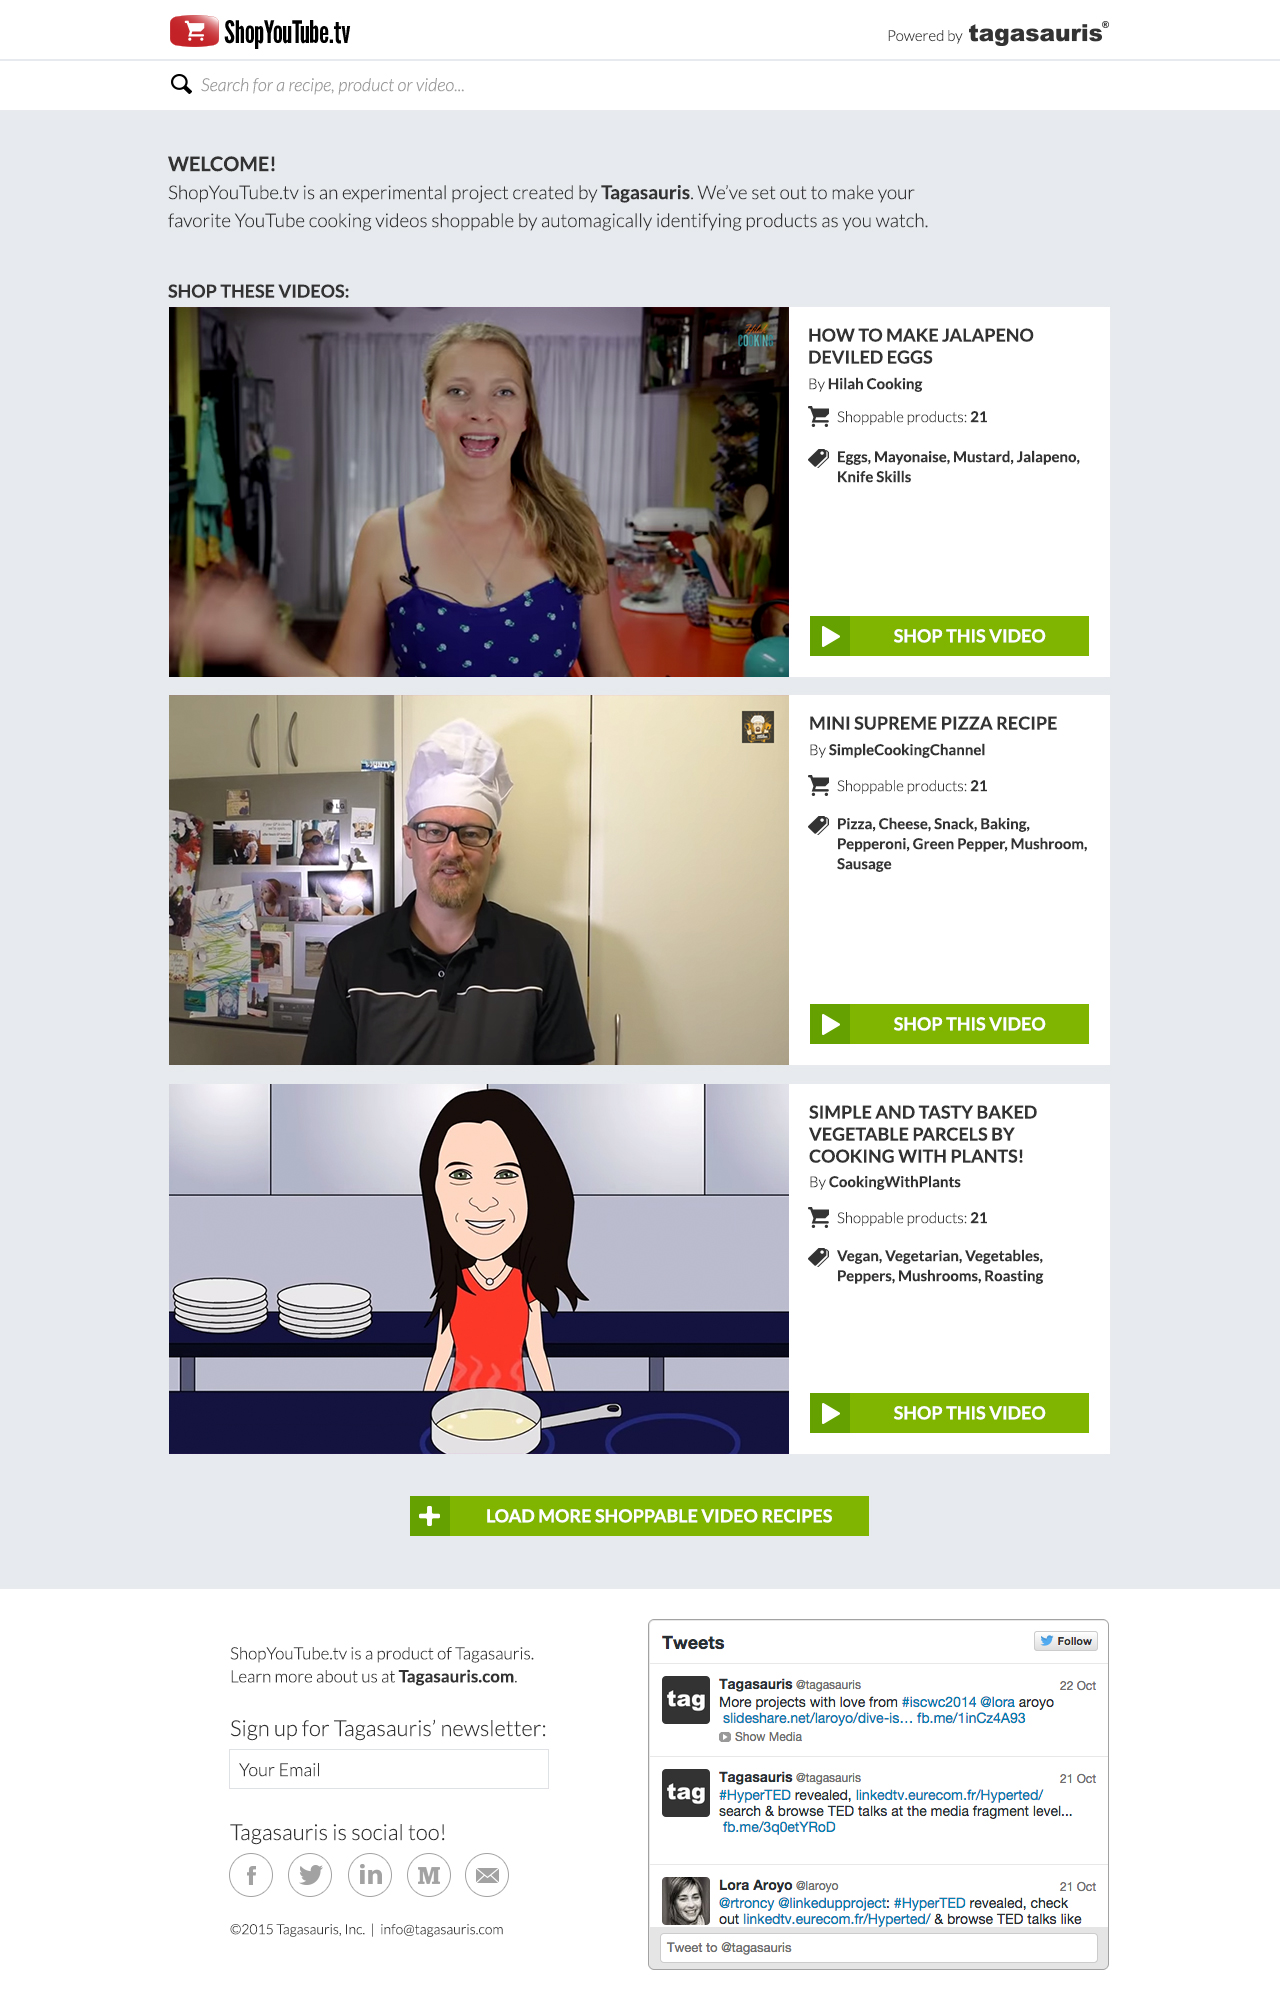 ShopYouTube.tv
Powered by tagasauris®
Search for a recipe, product or video...
WELCOME!
ShopYouTube.tv is an experimental project created by Tagasauris. We've set out to make your
favorite YouTube cooking videos shoppable by automagically identifying products as you watch.
SHOP THESE VIDEOS:
COOKING
HOW TO MAKE JALAPENO
DEVILED EGGS
By Hilah Cooking
Shoppable products: 21
Eggs, Mayonaise, Mustard, Jalapeno,
Knife Skills
SHOP THIS VIDEO
LG
MINI SUPREME PIZZA RECIPE
By SimpleCookingChannel
Shoppable products: 21
Pizza, Cheese, Snack, Baking,
Pepperoni, Green Pepper, Mushroom,
Sausage
SHOP THIS VIDEO
SIMPLE AND TASTY BAKED
VEGETABLE PARCELS BY
COOKING WITH PLANTS!
By CookingWithPlants
Shoppable products: 21
Vegan, Vegetarian, Vegetables,
Peppers, Mushrooms, Roasting
SHOP THIS VIDEO
LOAD MORE SHOPPABLE VIDEO RECIPES
ShopYouTube.tv is a product of Tagasauris.
Learn more about us at Tagasauris.com.
Sign up for Tagasauris' newsletter:
Your Email
Tagasauris is social too!
©2015 Tagasauris, Inc. | info@tagasauris.com
Tweets
Follow
tag
Tagasauris @tagasauris 22 Oct
More projects with love from #iscwc2014 @lora aroyo
slideshare.net/laroyo/dive-is... fb.me/1inCz4A93
Show Media
tag
Tagasauris @tagasauris 21 Oct
#HyperTED revealed, linkedtv.eurecom.fr/Hyperted/
search & browse TED talks at the media fragment level...
fb.me/3q0etYRoD
Lora Aroyo @laroyo 21 Oct
@rtroncy @linkedupproject: #HyperTED revealed, check
out linkedtv.eurecom.fr/Hyperted/ & browse TED talks like
Tweet to @tagasauris